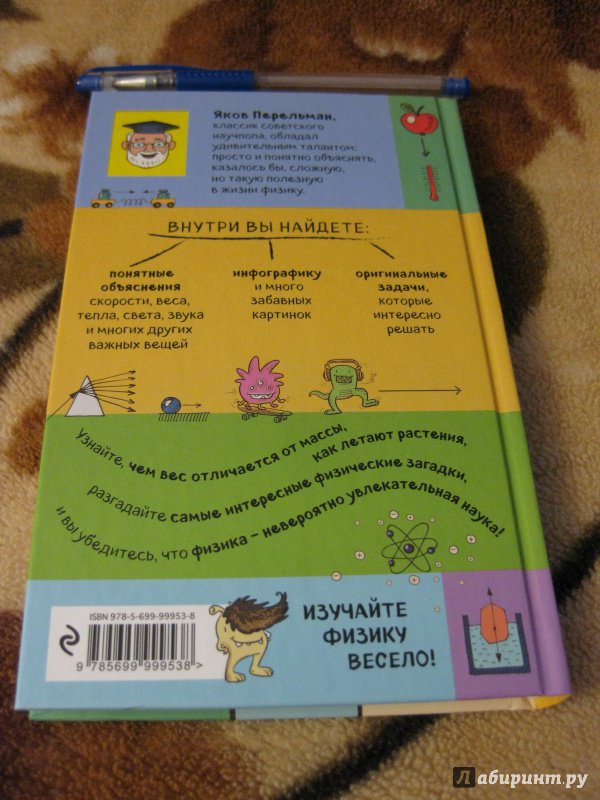 Яков Перельман,
классик советского
научпопа, обладал
удивительным талантом:
просто и понятно объяснять,
казалось бы, сложную,
но такую полезную
в жизни физику.
ВНУТРИ ВЫ НАЙДЕТЕ:
понятные
объяснения
скорости, веса,
тепла, света, звука
и многих других
важных вещей
инфографику
и много
забавных
картинок
оригинальные
задачи,
которые
интересно
решать
Узнайте, чем вес отличается от массы,
как летают растения,
разгадайте самые интересные физические загадки,
и вы убедитесь, что физика – невероятно увлекательная наука!
ISBN 978-5-699-99953-8
9 785699 999538 >
ИЗУЧАЙТЕ
ФИЗИКУ
ВЕСЕЛО!
Лабиринт.ру